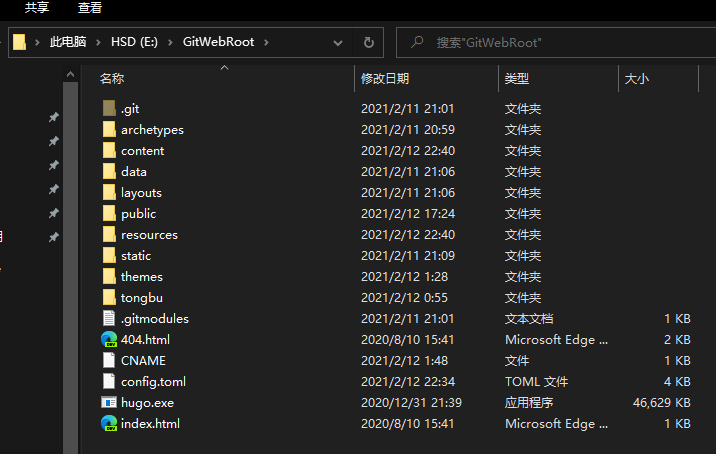 共享 查看
此电脑 HSD (E:) GitWebRoot 搜索"GitWebRoot"
名称 修改日期 类型 大小
.git 2021/2/11 21:01 文件夹
archetypes 2021/2/11 20:59 文件夹
content 2021/2/12 22:40 文件夹
data 2021/2/11 21:06 文件夹
layouts 2021/2/11 21:06 文件夹
public 2021/2/12 17:24 文件夹
resources 2021/2/12 22:40 文件夹
static 2021/2/11 21:09 文件夹
themes 2021/2/12 1:28 文件夹
tongbu 2021/2/12 0:55 文件夹
.gitmodules 2021/2/11 21:01 文本文档 1 KB
404.html 2020/8/10 15:41 Microsoft Edge ... 2 KB
CNAME 2021/2/12 1:48 文件 1 KB
config.toml 2021/2/12 22:34 TOML 文件 4 KB
hugo.exe 2020/12/31 21:39 应用程序 46,629 KB
index.html 2020/8/10 15:41 Microsoft Edge ... 1 KB